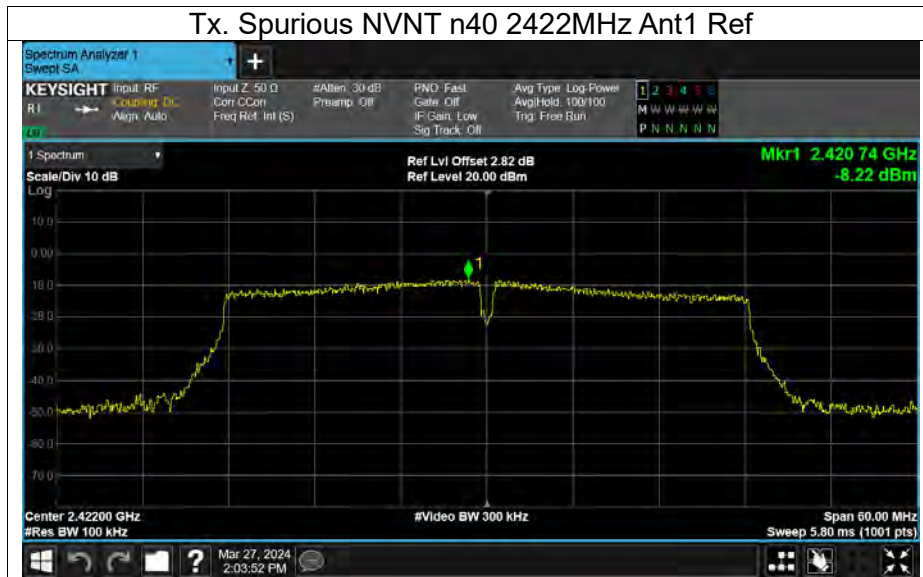 Tx. Spurious NVNT n40 2422MHz Ant1 Ref
Spectrum Analyzer 1
Swept SA
+
KEYSIGHT Input: RF Input Z: 50 Ω #Atten: 30 dB PNO: Fast Avg Type: Log-Power 1 2 3 4 5 6
RL Coupling: DC Corr CCorr Preamp: Off Gate: Off Avg|Hold: 100/100 M W W W W W
Align: Auto Freq Ref: Int (S) IF Gain: Low Trig: Free Run
Sig Track: Off P N N N N N
1 Spectrum Ref Lvl Offset 2.82 dB Mkr1 2.420 74 GHz
Scale/Div 10 dB Ref Level 20.00 dBm -8.22 dBm
Log
10.0
0.00
1
-10.0
-20.0
-30.0
-40.0
-50.0
-60.0
-70.0
Center 2.42200 GHz #Video BW 300 kHz Span 60.00 MHz
#Res BW 100 kHz Sweep 5.80 ms (1001 pts)
? Mar 27, 2024
2:03:52 PM